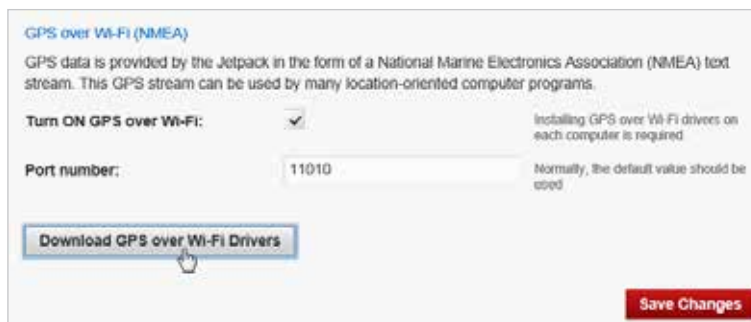 GPS over Wi-Fi (NMEA)
GPS data is provided by the Jetpack in the form of a National Marine Electronics Association (NMEA) text
stream. This GPS stream can be used by many location-oriented computer programs.
Turn ON GPS over Wi-Fi:
Installing GPS over Wi-Fi drivers on
each computer is required
Port number:
11010
Normally, the default value should be
used
Download GPS over Wi-Fi Drivers
Save Changes